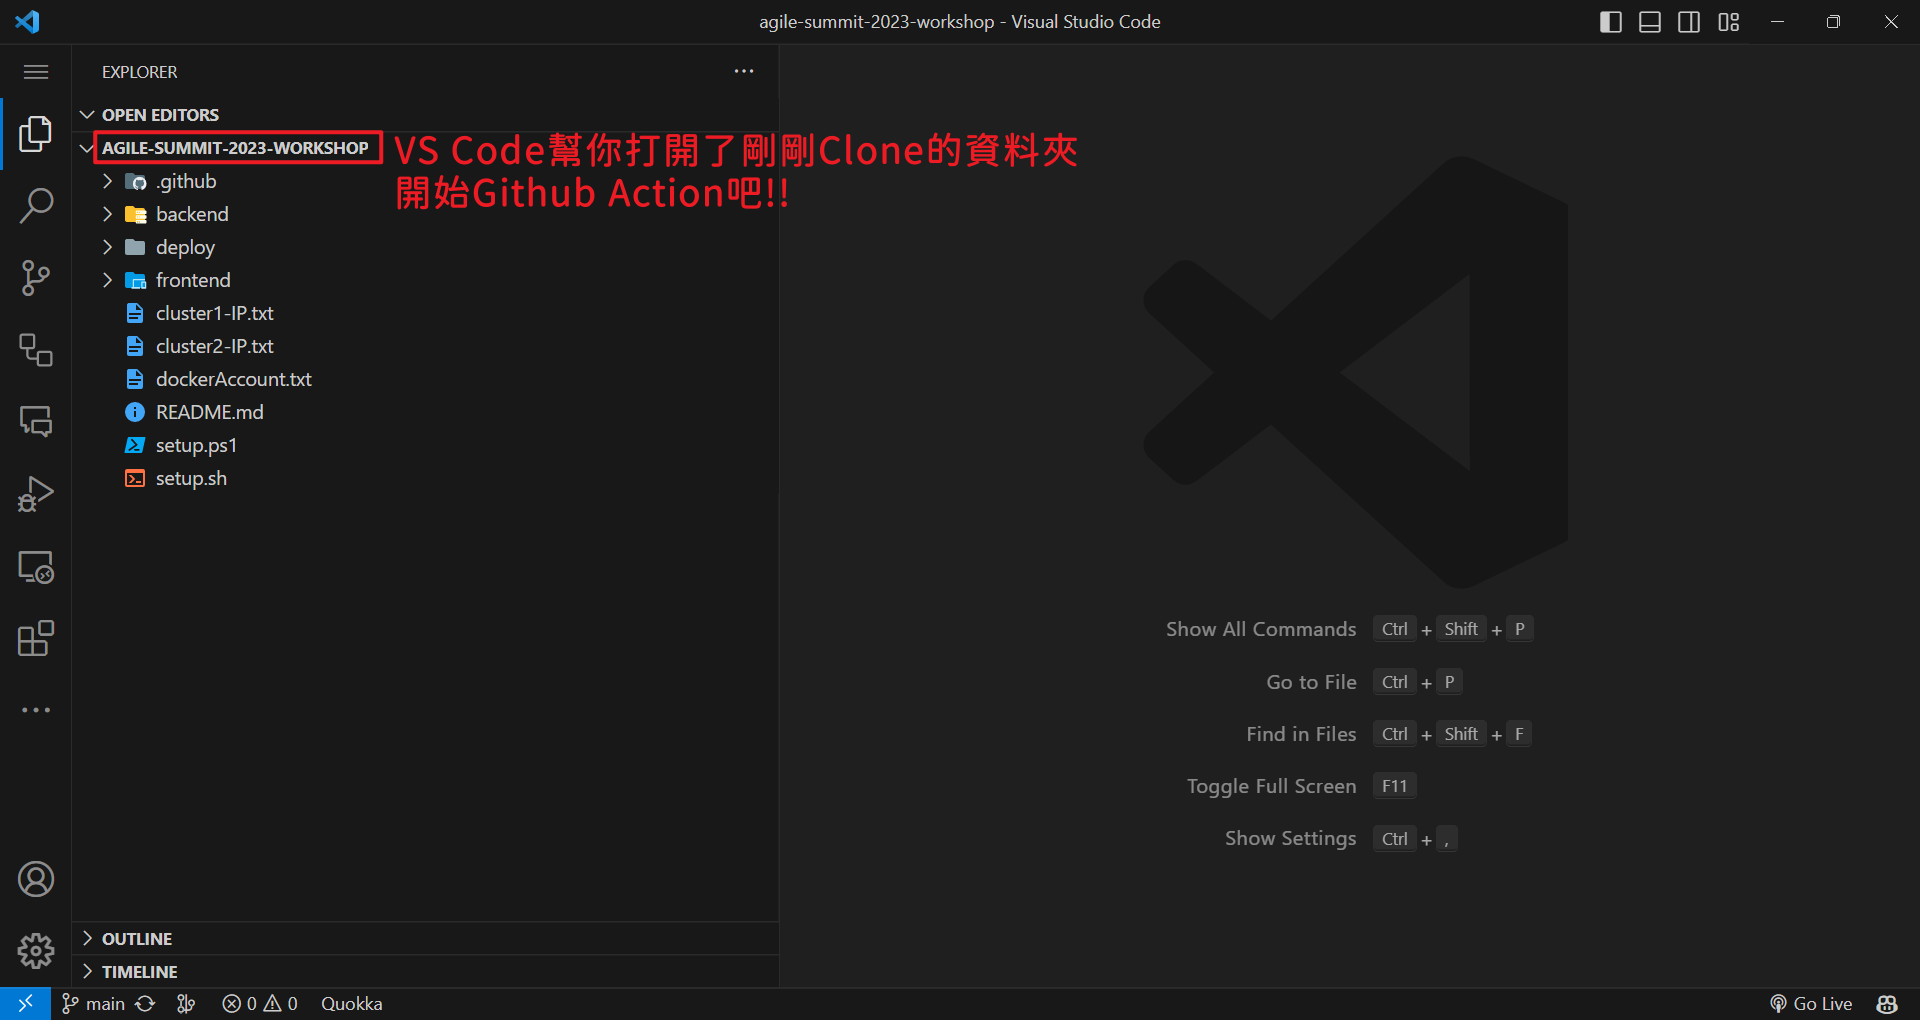 agile-summit-2023-workshop - Visual Studio Code
EXPLORER
OPEN EDITORS
AGILE-SUMMIT-2023-WORKSHOP
VS Code幫你打開了剛剛Clone的資料夾
開始Github Action吧!!
.github
backend
deploy
frontend
cluster1-IP.txt
cluster2-IP.txt
dockerAccount.txt
README.md
setup.ps1
setup.sh
Show All Commands Ctrl + Shift + P
Go to File Ctrl + P
Find in Files Ctrl + Shift + F
Toggle Full Screen F11
Show Settings Ctrl + ,
OUTLINE
TIMELINE
main 0 0 Quokka Go Live